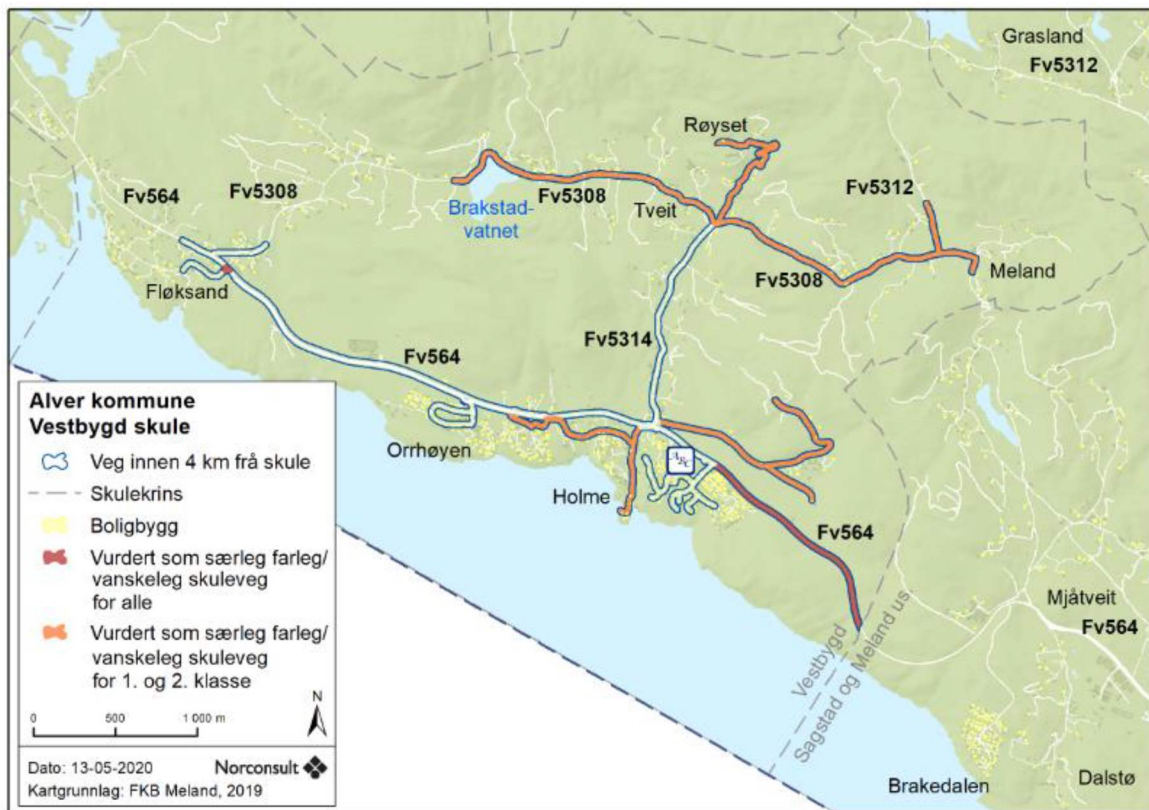 Grasland
Fv5312
Røyset
Fv564
Fv5308
Fv5312
Brakstad-
vatnet
Fv5308
Tveit
Fløksand
Fv5308
Meland
Fv5314
Fv564
Orrhøyen
ABC
Holme
Fv564
Mjåtveit
Fv564
Vestbygd
Sagstad og Meland us.
Brakedalen
Dalstø
Alver kommune
Vestbygd skule
Veg innen 4 km frå skule
Skulekrins
Boligbygg
Vurdert som særleg farleg/
vanskeleg skuleveg
for alle
Vurdert som særleg farleg/
vanskeleg skuleveg
for 1. og 2. klasse
N
0 500 1 000 m
Dato: 13-05-2020 Norconsult
Kartgrunnlag: FKB Meland, 2019